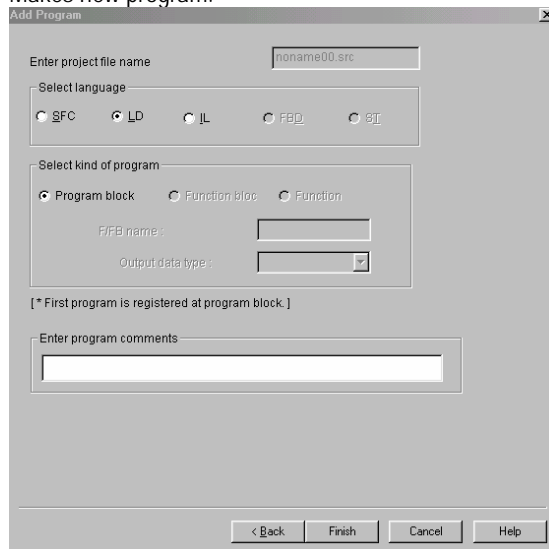 Makes new program.
Add Program
Enter project file name noname00.src
Select language
SFC LD IL FBD ST
Select kind of program
Program block Function bloc Function
F/FB name :
Output data type :
[ * First program is registered at program block. ]
Enter program comments
< Back Finish Cancel Help